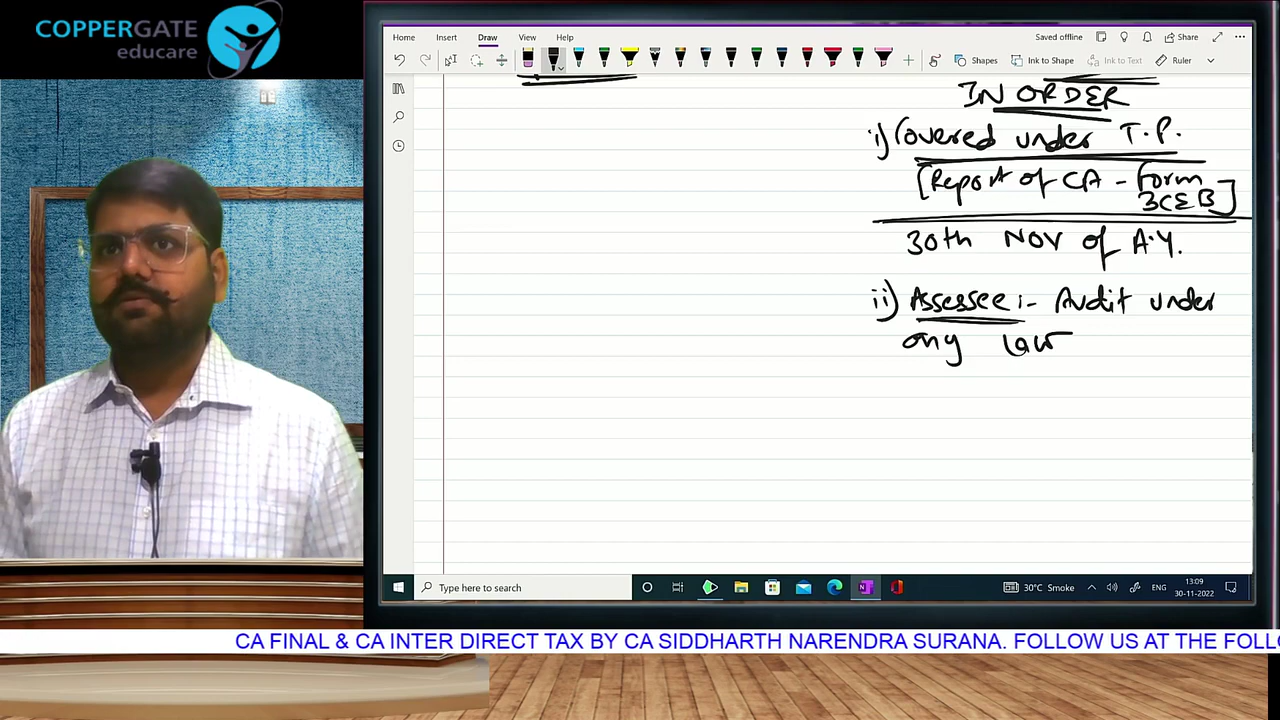 COPPERGATE
educare
Home Insert Draw View Help
Saved offline
Share
Shapes
Ink to Shape
Ink to Text
Ruler
IN ORDER
i) Covered under T.P.
[Report of CA - Form
3CEB]
30th NOV of A.Y.
ii) Assessee :- Audit under
any law
Type here to search
30°C Smoke
ENG
13:09
30-11-2022
CA FINAL & CA INTER DIRECT TAX BY CA SIDDHARTH NARENDRA SURANA. FOLLOW US AT THE FOLLO